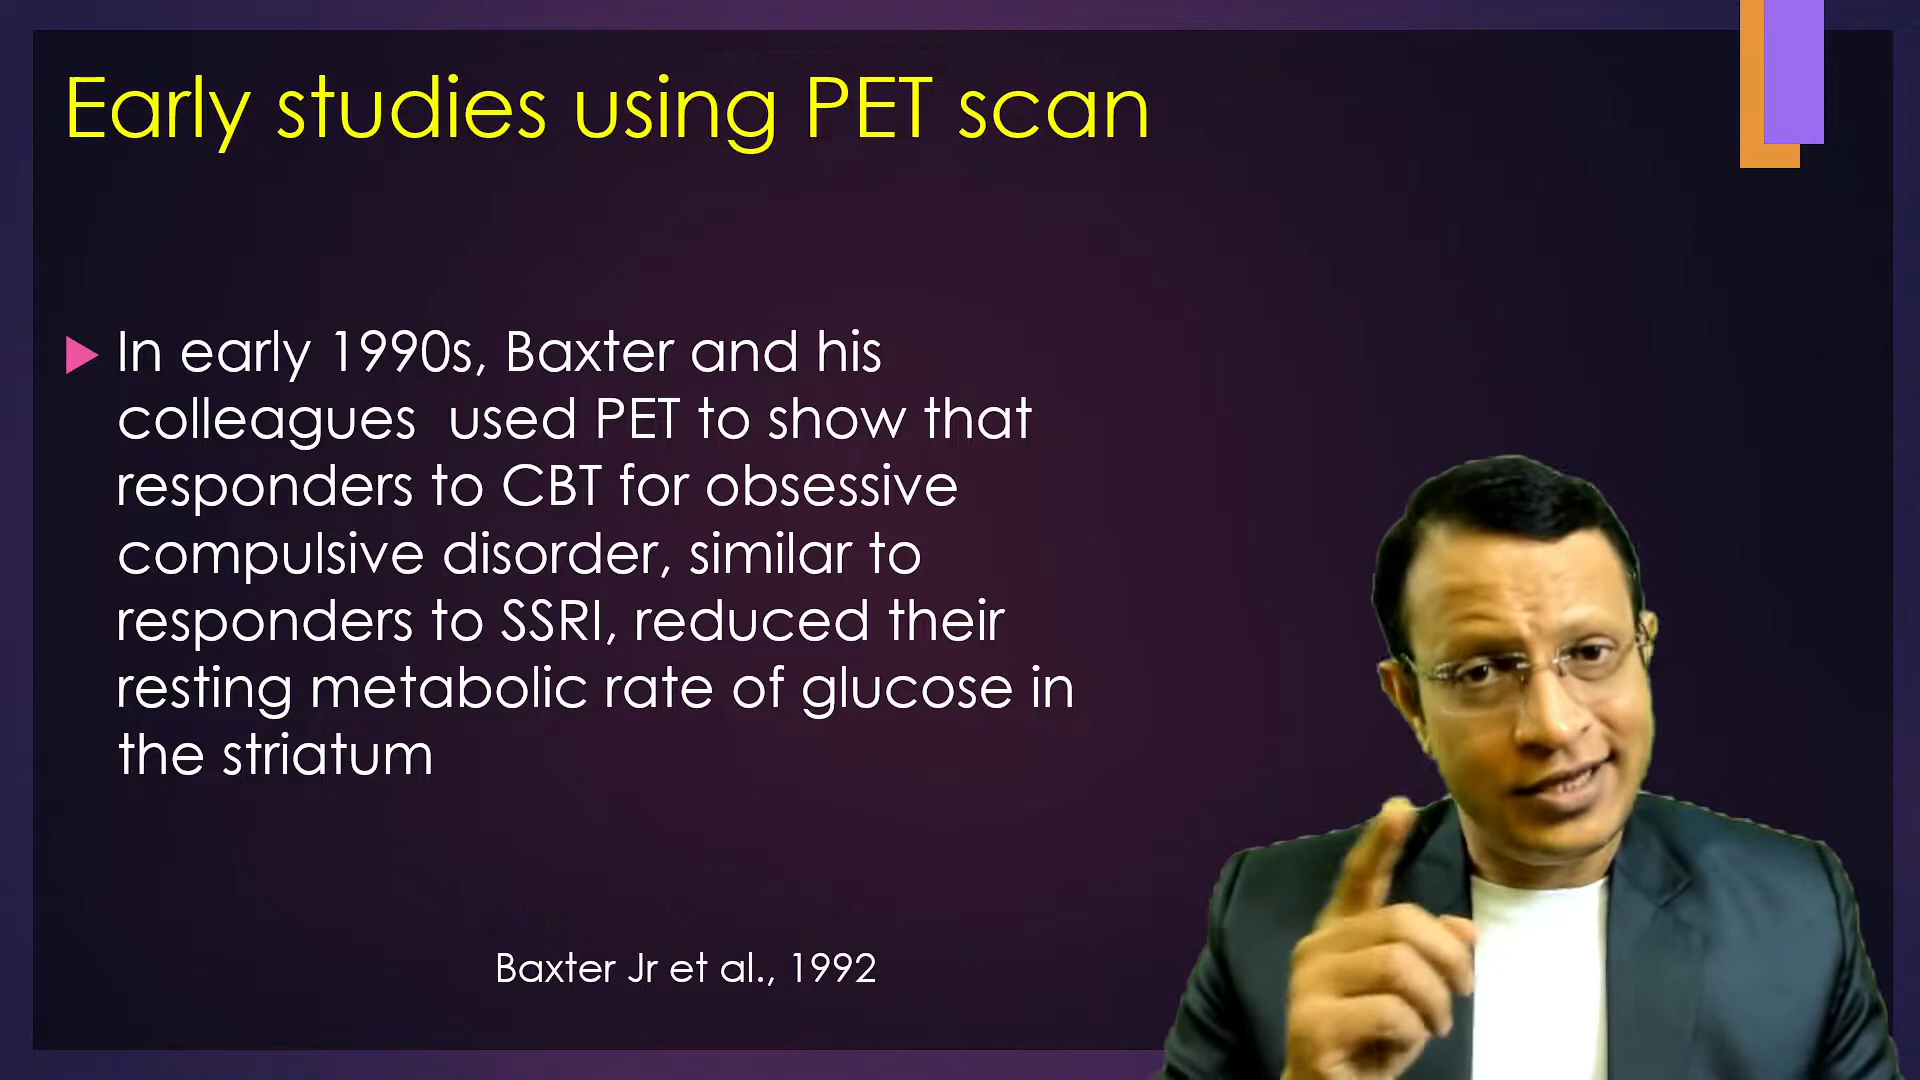 Early studies using PET scan
In early 1990s, Baxter and his
colleagues  used PET to show that
responders to CBT for obsessive
compulsive disorder, similar to
responders to SSRI, reduced their
resting metabolic rate of glucose in
the striatum
Baxter Jr et al., 1992